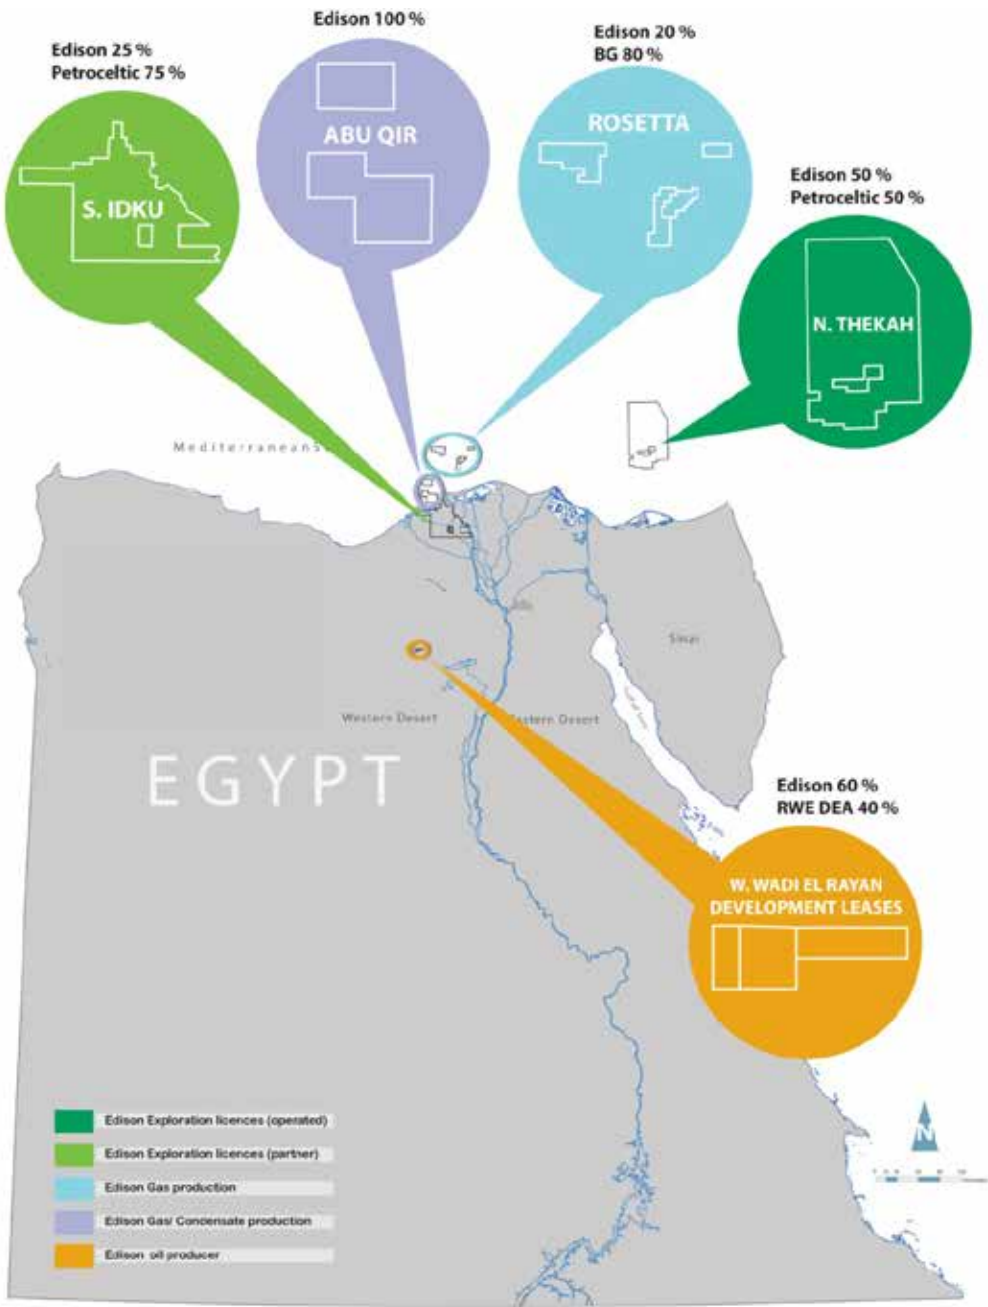 Edison 100 %
Edison 25 %
Petroceltic 75 %
Edison 20 %
BG 80 %
ABU QIR
ROSETTA
Edison 50 %
Petroceltic 50 %
S. IDKU
N. THEKAH
Mediterranean
Sinai
Western Desert
Eastern Desert
EGYPT
Edison 60 %
RWE DEA 40 %
W. WADI EL RAYAN
DEVELOPMENT LEASES
Edison Exploration licences (operated)
Edison Exploration licences (partner)
Edison Gas production
Edison Gas/ Condensate production
Edison oil producer
N